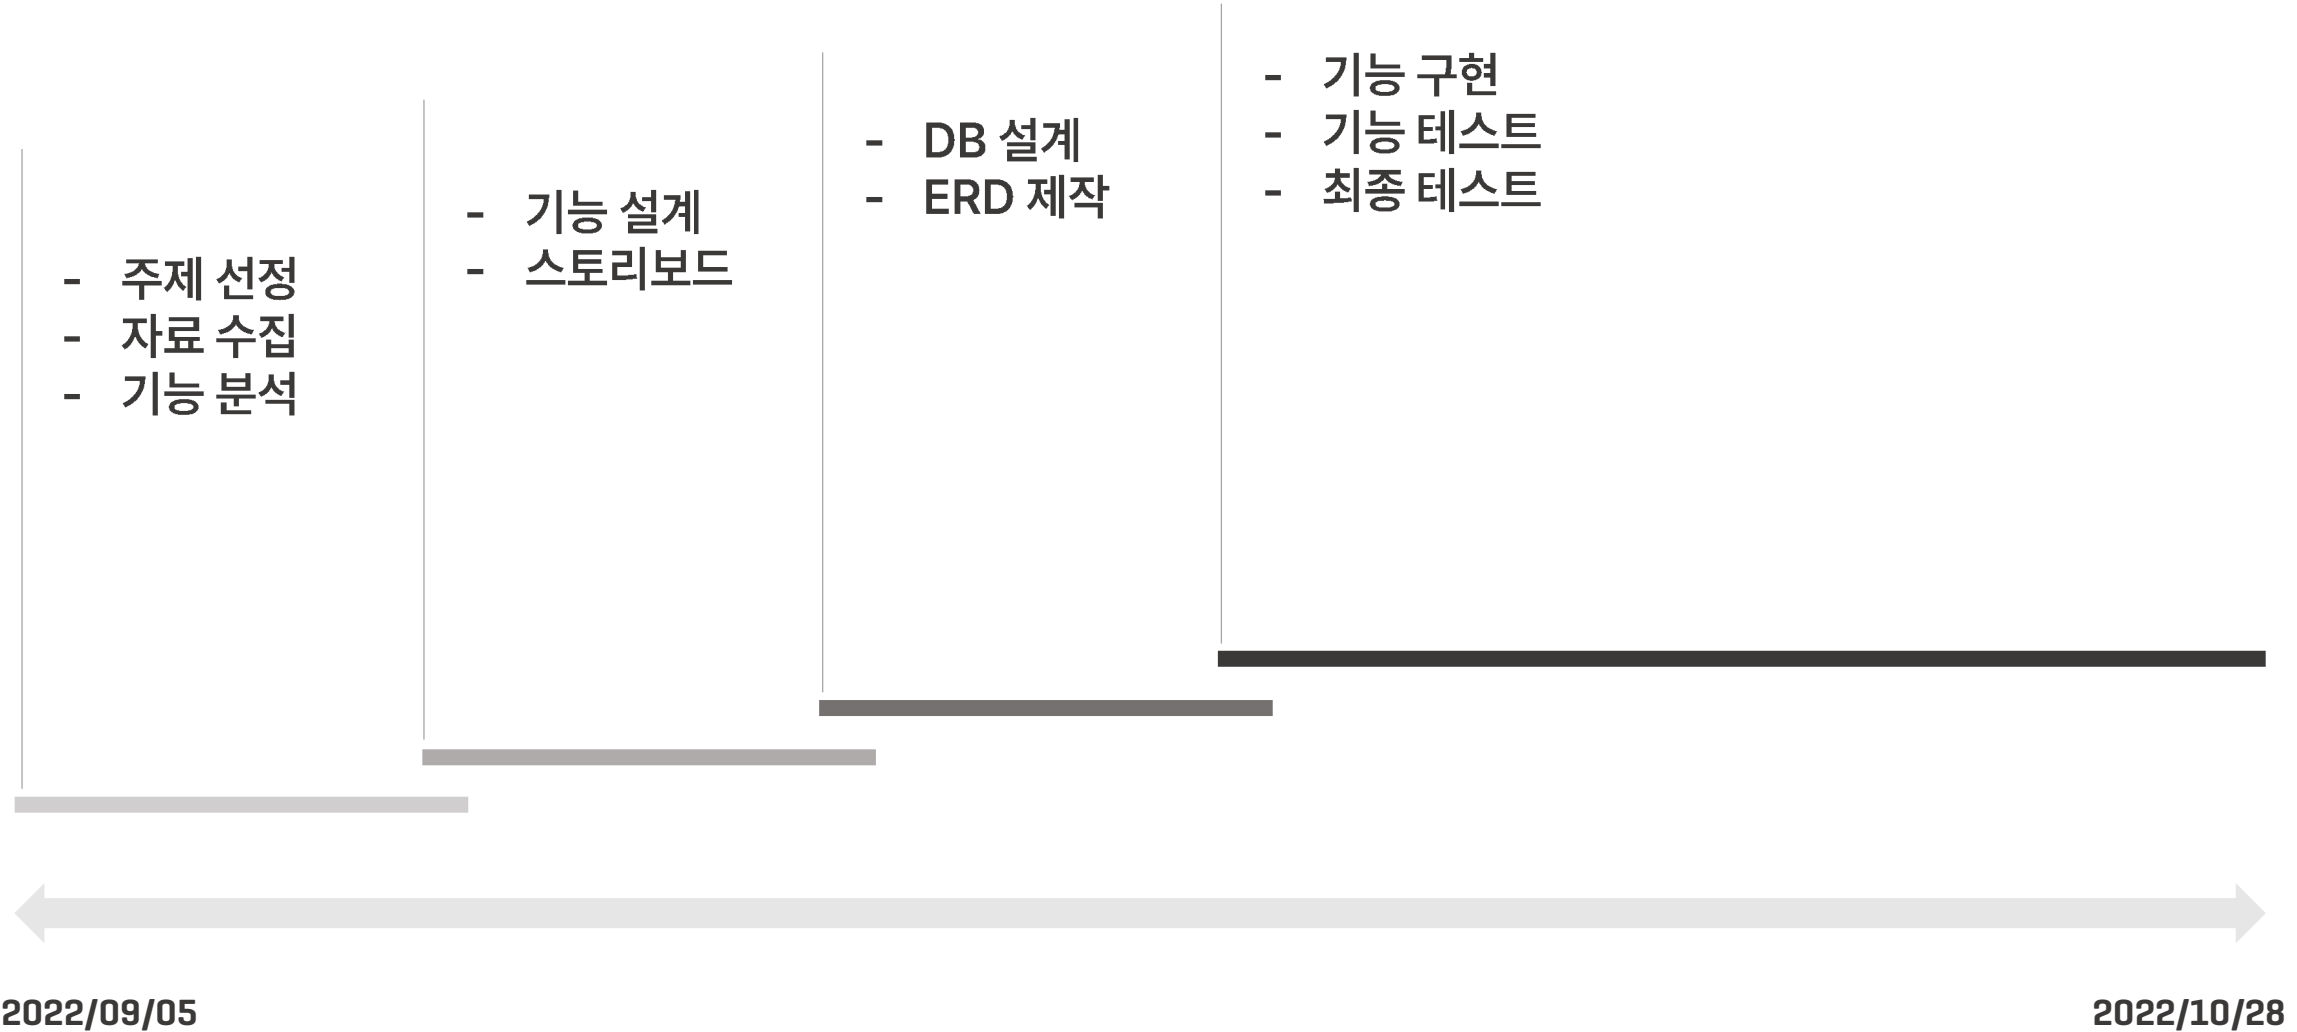 - 주제 선정
- 자료 수집
- 기능 분석
- 기능 설계
- 스토리보드
- DB 설계
- ERD 제작
- 기능 구현
- 기능 테스트
- 최종 테스트
2022/09/05
2022/10/28